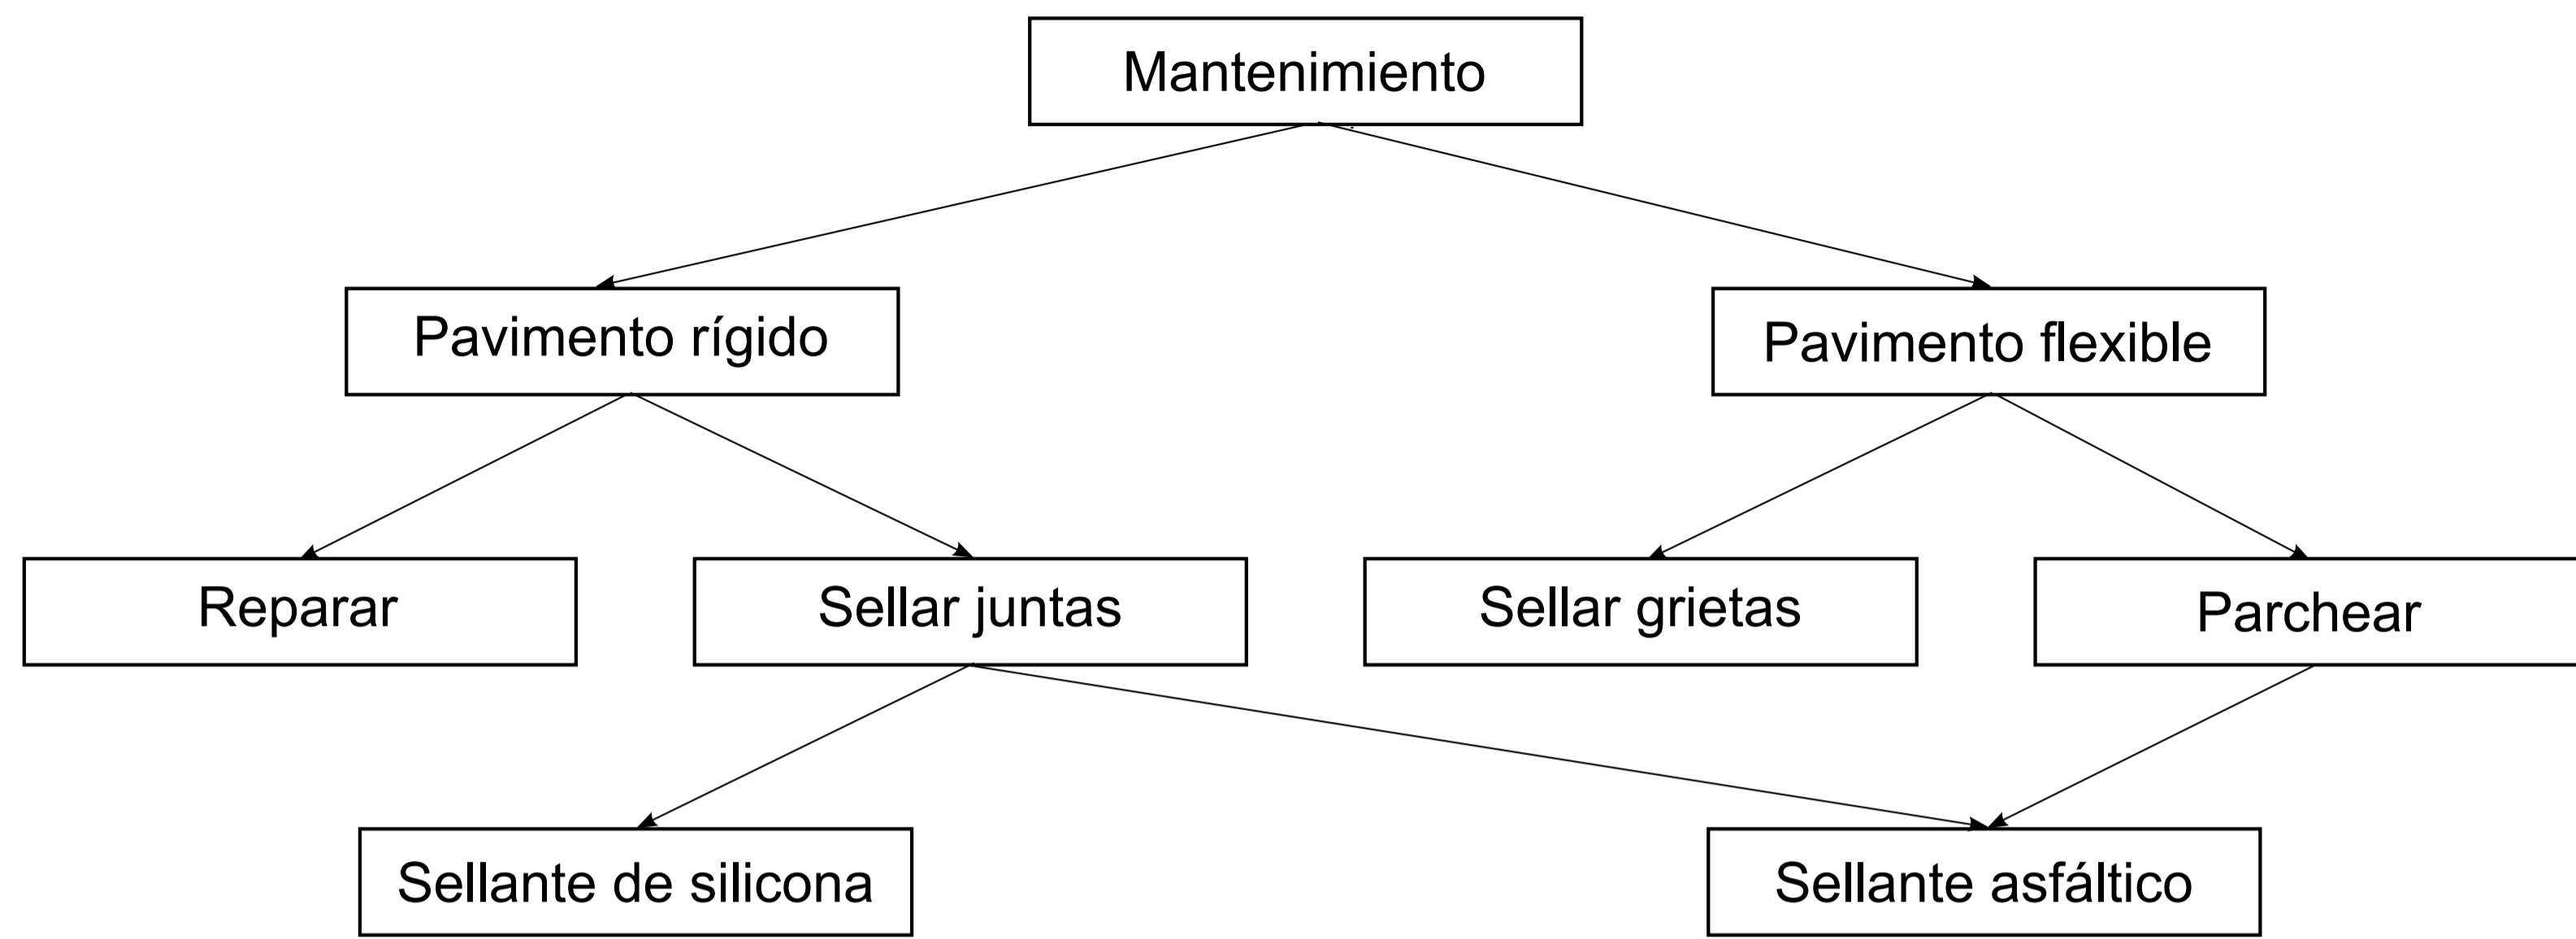 Mantenimiento
Pavimento rígido
Pavimento flexible
Reparar
Sellar juntas
Sellar grietas
Parchear
Sellante de silicona
Sellante asfáltico